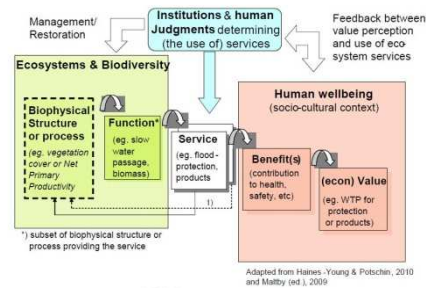 Management/
Restoration
Institutions & human
Judgments determining
(the use of) services
Feedback between
value perception
and use of eco-
system services
Ecosystems & Biodiversity
Biophysical
Structure
or process
(eg. vegetation
cover or Net
Primary
Productivity)
Function*)
(eg. slow
water
passage,
biomass)
Service
(eg. flood-
protection,
products
1)
Human wellbeing
(socio-cultural context)
Benefit(s)
(contribution
to health,
safety, etc)
(econ) Value
(eg. WTP for
protection
or products)
*) subset of biophysical structure or
process providing the service
Adapted from Haines -Young & Potschin, 2010
and Maltby (ed.), 2009